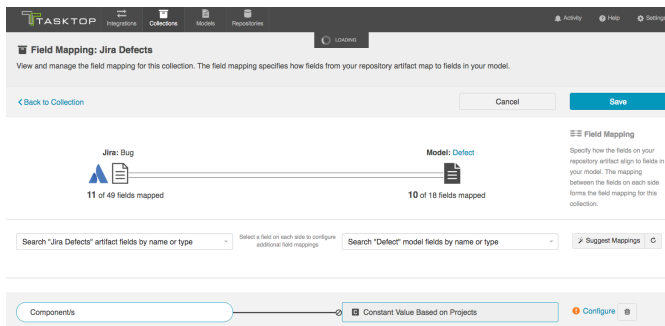 TASKTOP
Integrations
Collections
Models
Repositories
Activity
Help
Settings
LOADING
Field Mapping: Jira Defects
View and manage the field mapping for this collection. The field mapping specifies how fields from your repository artifact map to fields in your model.
Back to Collection
Cancel
Save
Jira: Bug
Model: Defect
11 of 49 fields mapped
10 of 18 fields mapped
Field Mapping
Specify how the fields on your
repository artifact align to fields in
your model. The mapping
between the fields on each side
forms the field mapping for this
collection.
Search "Jira Defects" artifact fields by name or type
Select a field on each side to configure
additional field mappings
Search "Defect" model fields by name or type
Suggest Mappings
Component/s
C Constant Value Based on Projects
Configure